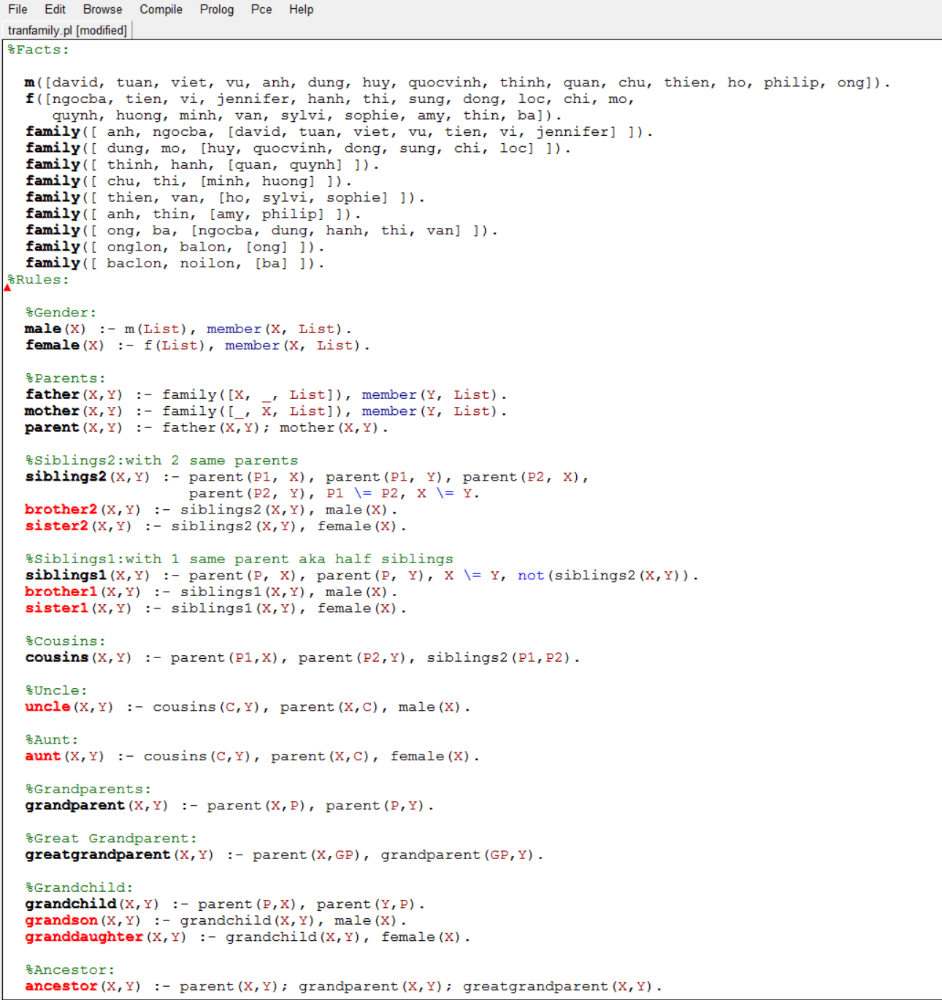 File Edit Browse Compile Prolog Pce Help
tranfamily.pl [modified]
%Facts:
m([david, tuan, viet, vu, anh, dung, huy, quocvinh, thinh, quan, chu, thien, ho, philip, ong]).
f([ngocba, tien, vi, jennifer, hanh, thi, sung, dong, loc, chi, mo,
quynh, huong, minh, van, sylvi, sophie, amy, thin, ba]).
family([ anh, ngocba, [david, tuan, viet, vu, tien, vi, jennifer] ]).
family([ dung, mo, [huy, quocvinh, dong, sung, chi, loc] ]).
family([ thinh, hanh, [quan, quynh] ]).
family([ chu, thi, [minh, huong] ]).
family([ thien, van, [ho, sylvi, sophie] ]).
family([ anh, thin, [amy, philip] ]).
family([ ong, ba, [ngocba, dung, hanh, thi, van] ]).
family([ onglon, balon, [ong] ]).
family([ baclon, noilon, [ba] ]).
%Rules:
%Gender:
male(X) :- m(List), member(X, List).
female(X) :- f(List), member(X, List).
%Parents:
father(X,Y) :- family([X, _, List]), member(Y, List).
mother(X,Y) :- family([_, X, List]), member(Y, List).
parent(X,Y) :- father(X,Y); mother(X,Y).
%Siblings2:with 2 same parents
siblings2(X,Y) :- parent(P1, X), parent(P1, Y), parent(P2, X),
parent(P2, Y), P1 \= P2, X \= Y.
brother2(X,Y) :- siblings2(X,Y), male(X).
sister2(X,Y) :- siblings2(X,Y), female(X).
%Siblings1:with 1 same parent aka half siblings
siblings1(X,Y) :- parent(P, X), parent(P, Y), X \= Y, not(siblings2(X,Y)).
brother1(X,Y) :- siblings1(X,Y), male(X).
sister1(X,Y) :- siblings1(X,Y), female(X).
%Cousins:
cousins(X,Y) :- parent(P1,X), parent(P2,Y), siblings2(P1,P2).
%Uncle:
uncle(X,Y) :- cousins(C,Y), parent(X,C), male(X).
%Aunt:
aunt(X,Y) :- cousins(C,Y), parent(X,C), female(X).
%Grandparents:
grandparent(X,Y) :- parent(X,P), parent(P,Y).
%Great Grandparent:
greatgrandparent(X,Y) :- parent(X,GP), grandparent(GP,Y).
%Grandchild:
grandchild(X,Y) :- parent(P,X), parent(Y,P).
grandson(X,Y) :- grandchild(X,Y), male(X).
granddaughter(X,Y) :- grandchild(X,Y), female(X).
%Ancestor:
ancestor(X,Y) :- parent(X,Y); grandparent(X,Y); greatgrandparent(X,Y).